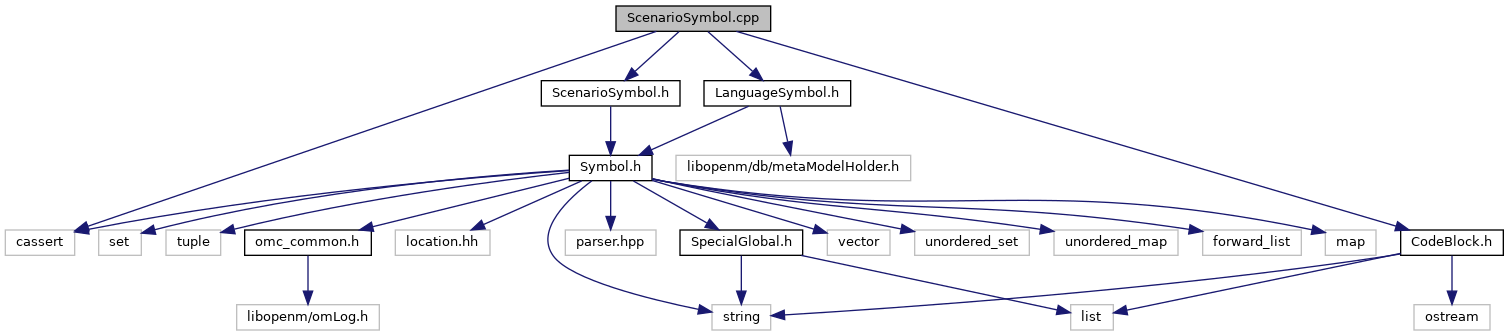 ScenarioSymbol.cpp
ScenarioSymbol.h
LanguageSymbol.h
Symbol.h
libopenm/db/metaModelHolder.h
cassert
set
tuple
omc_common.h
location.hh
parser.hpp
SpecialGlobal.h
vector
unordered_set
unordered_map
forward_list
map
CodeBlock.h
libopenm/omLog.h
string
list
ostream